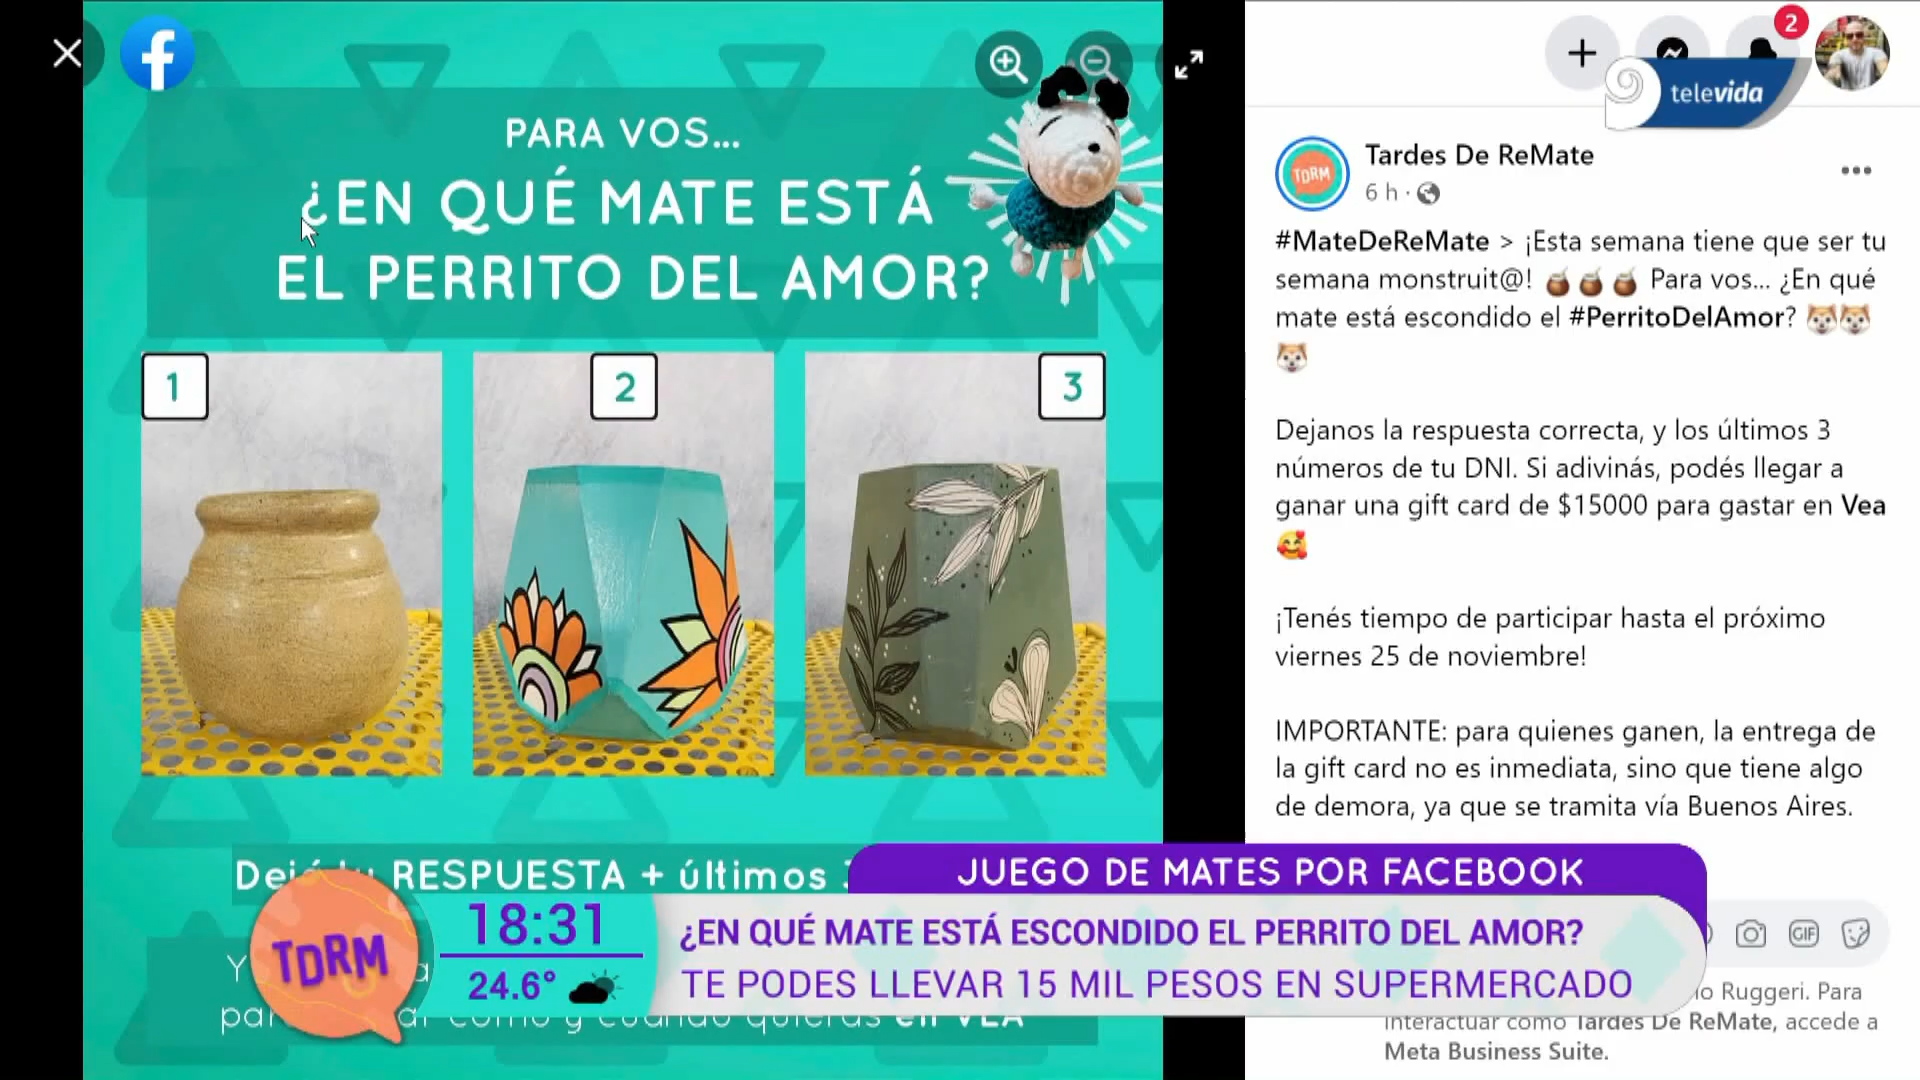 PARA VOS...
¿EN QUÉ MATE ESTÁ
EL PERRITO DEL AMOR?
1
2
3
RESPUESTA + últimos
2
televida
TDRM
Tardes De ReMate
6 h ·
#MateDeReMate > ¡Esta semana tiene que ser tu
semana monstruit@! Para vos... ¿En qué
mate está escondido el #PerritoDelAmor?
Dejanos la respuesta correcta, y los últimos 3
números de tu DNI. Si adivinás, podés llegar a
ganar una gift card de $15000 para gastar en Vea
¡Tenés tiempo de participar hasta el próximo
viernes 25 de noviembre!
IMPORTANTE: para quienes ganen, la entrega de
la gift card no es inmediata, sino que tiene algo
de demora, ya que se tramita vía Buenos Aires.
JUEGO DE MATES POR FACEBOOK
TDRM
18:31
24.6°
¿EN QUÉ MATE ESTÁ ESCONDIDO EL PERRITO DEL AMOR?
TE PODES LLEVAR 15 MIL PESOS EN SUPERMERCADO
GIF
Ruggeri. Para
interactuar como Tardes De ReMate, accede a
Meta Business Suite.
como y cuando quieras en VEA